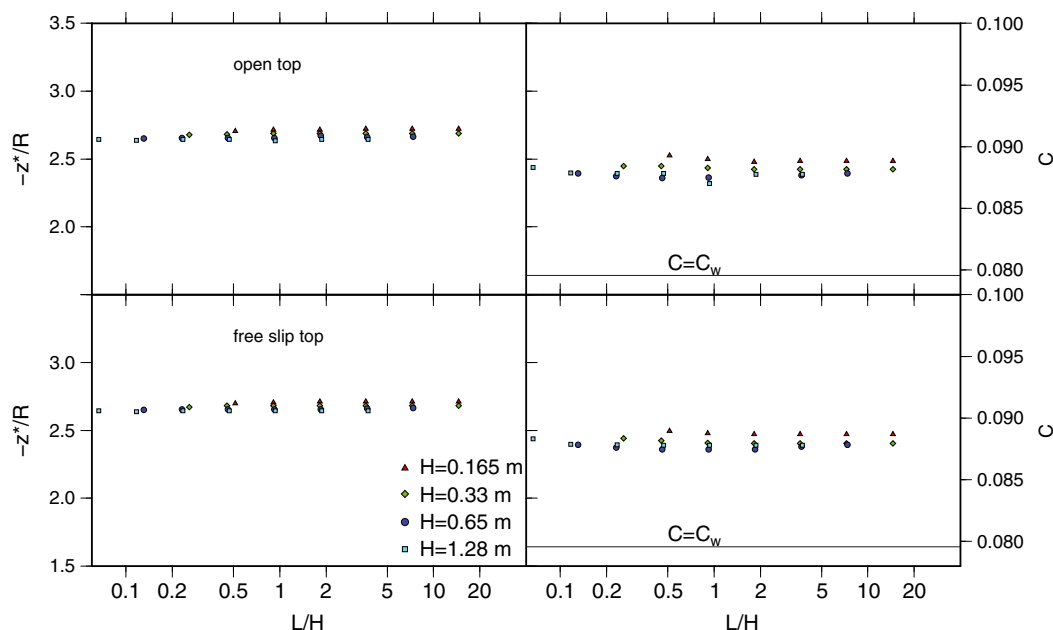 3.5
3.0
2.5
2.0
−z*/R
open top
0.100
0.095
0.090
0.085
0.080
C
C=Cw
3.0
2.5
2.0
1.5
−z*/R
free slip top
H=0.165 m
H=0.33 m
H=0.65 m
H=1.28 m
0.100
0.095
0.090
0.085
0.080
C
C=Cw
0.1 0.2 0.5 1 2 5 10 20
L/H
0.1 0.2 0.5 1 2 5 10 20
L/H